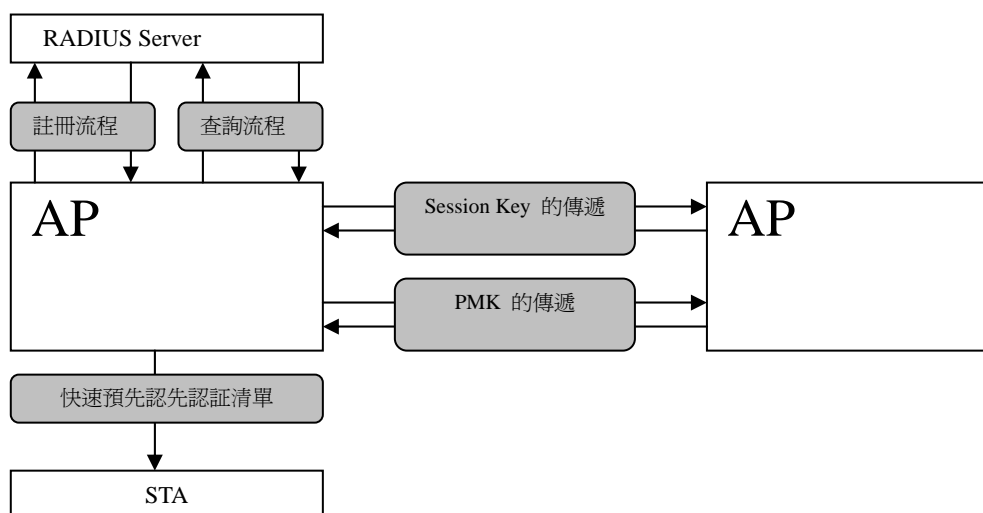 RADIUS Server
註冊流程
查詢流程
AP
Session Key 的傳遞
AP
PMK 的傳遞
快速預先認先認証清單
STA